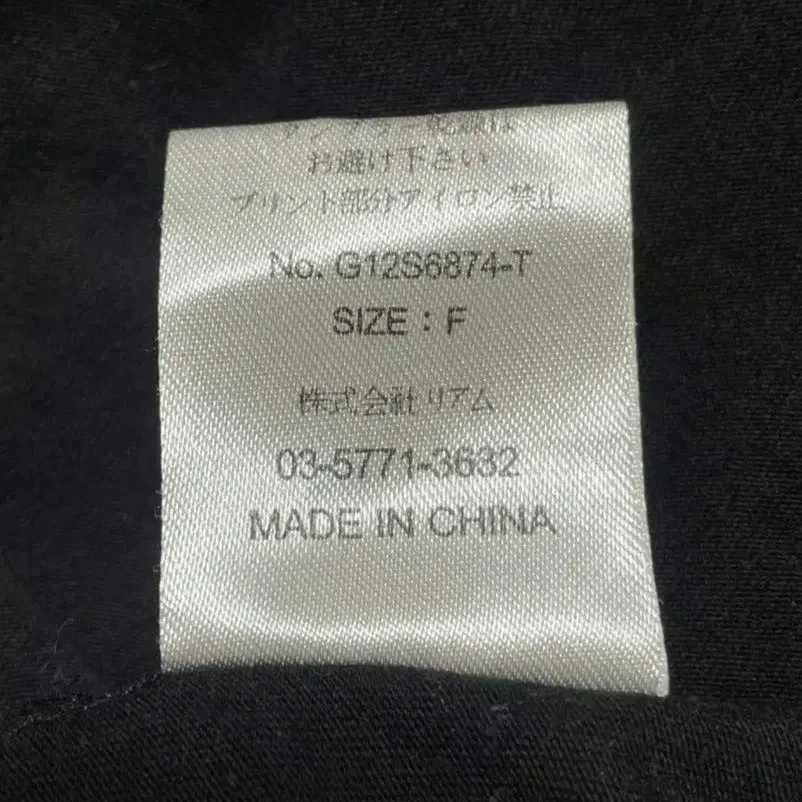 タンブラー乾燥は
お避け下さい
プリント部分アイロン禁止
No. G12S6874-T
SIZE : F
株式会社リアム
03-5771-3632
MADE IN CHINA